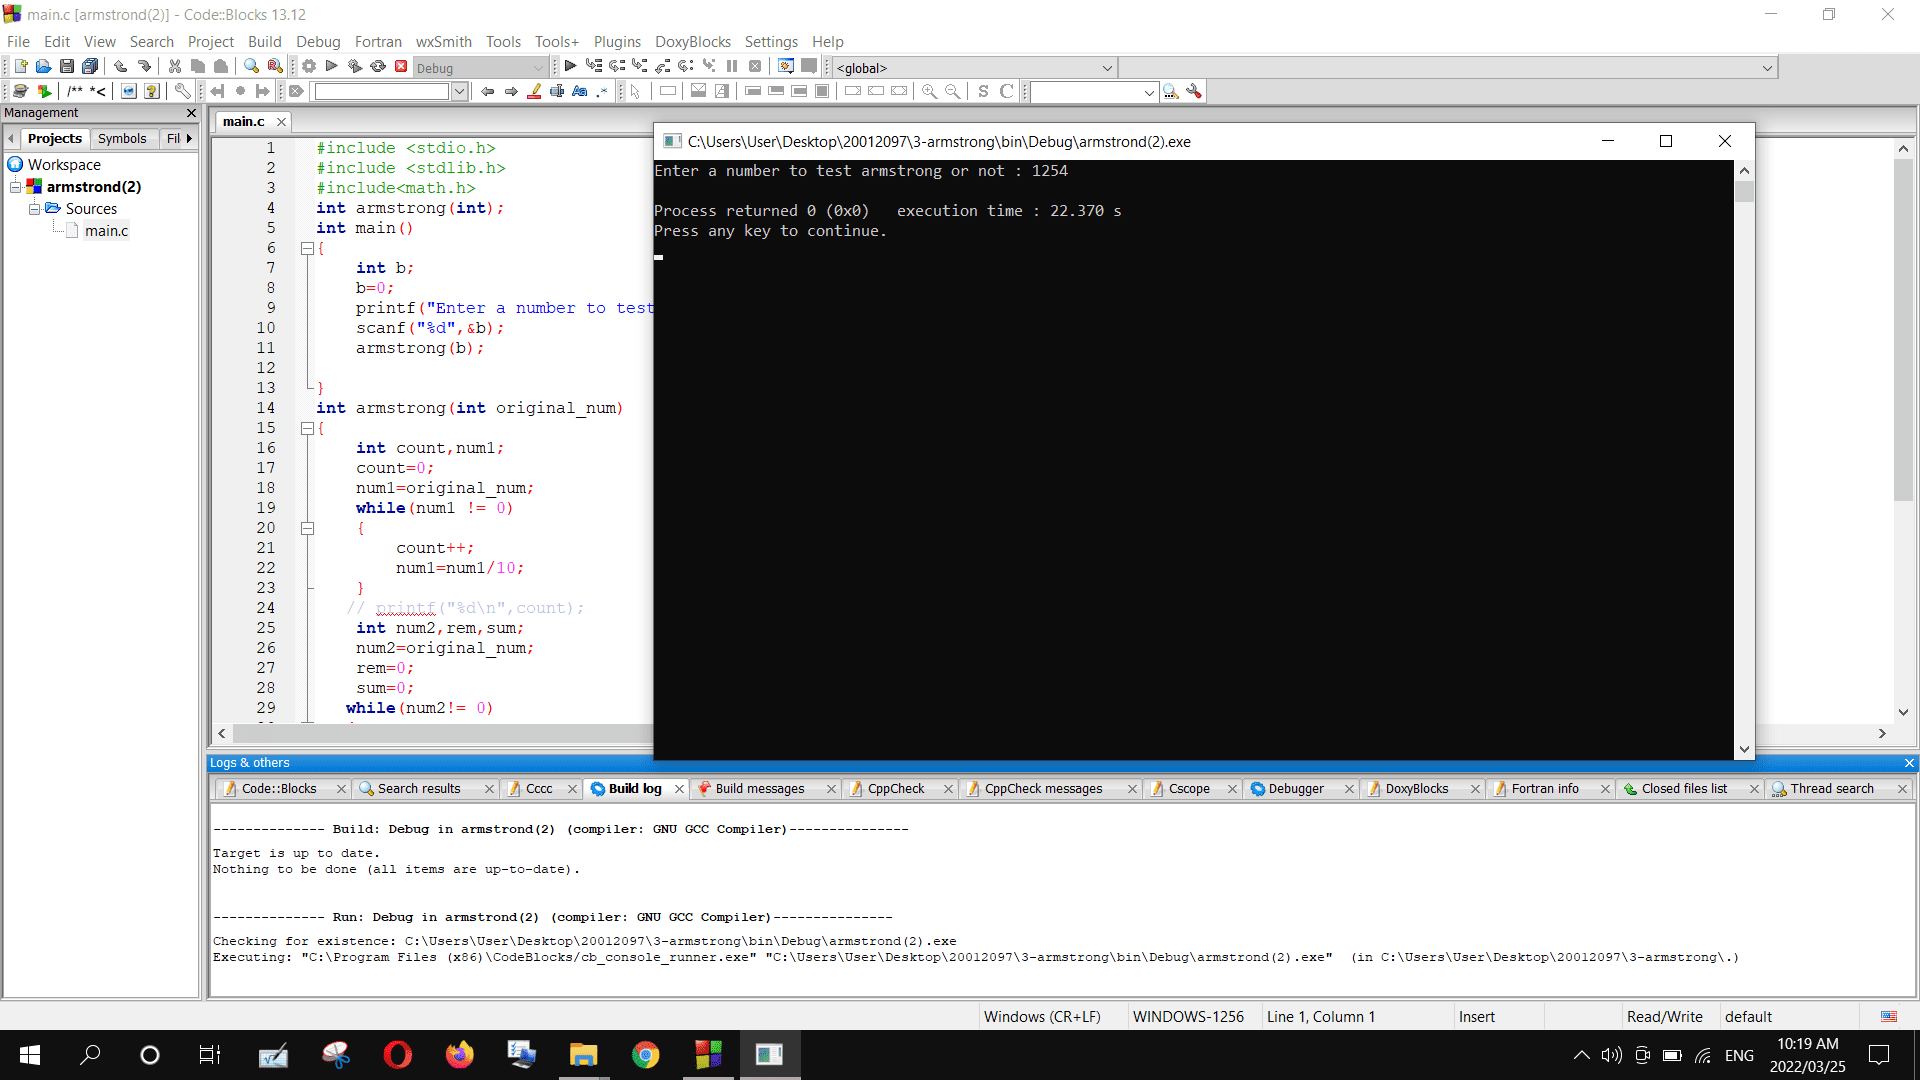 main.c [armstrond(2)] - Code::Blocks 13.12
File Edit View Search Project Build Debug Fortran wxSmith Tools Tools+ Plugins DoxyBlocks Settings Help
Debug
<global>
/** *<
Aa .*
S C
Management
Projects Symbols Fil
Workspace
armstrond(2)
Sources
main.c
main.c
1 #include <stdio.h>
2 #include <stdlib.h>
3 #include<math.h>
4 int armstrong(int);
5 int main()
6 {
7 int b;
8 b=0;
9 printf("Enter a number to test
10 scanf("%d",&b);
11 armstrong(b);
12
13 }
14 int armstrong(int original_num)
15 {
16 int count,num1;
17 count=0;
18 num1=original_num;
19 while(num1 != 0)
20 {
21 count++;
22 num1=num1/10;
23 }
24 // printf("%d\n",count);
25 int num2,rem,sum;
26 num2=original_num;
27 rem=0;
28 sum=0;
29 while(num2!= 0)
C:\Users\User\Desktop\20012097\3-armstrong\bin\Debug\armstrond(2).exe
Enter a number to test armstrong or not : 1254
Process returned 0 (0x0)   execution time : 22.370 s
Press any key to continue.
Logs & others
Code::Blocks Search results Cccc Build log Build messages CppCheck CppCheck messages Cscope Debugger DoxyBlocks Fortran info Closed files list Thread search
-------------- Build: Debug in armstrond(2) (compiler: GNU GCC Compiler)---------------
Target is up to date.
Nothing to be done (all items are up-to-date).
-------------- Run: Debug in armstrond(2) (compiler: GNU GCC Compiler)---------------
Checking for existence: C:\Users\User\Desktop\20012097\3-armstrong\bin\Debug\armstrond(2).exe
Executing: "C:\Program Files (x86)\CodeBlocks/cb_console_runner.exe" "C:\Users\User\Desktop\20012097\3-armstrong\bin\Debug\armstrond(2).exe"  (in C:\Users\User\Desktop\20012097\3-armstrong\.)
Windows (CR+LF) WINDOWS-1256 Line 1, Column 1 Insert Read/Write default
ENG
10:19 AM
2022/03/25